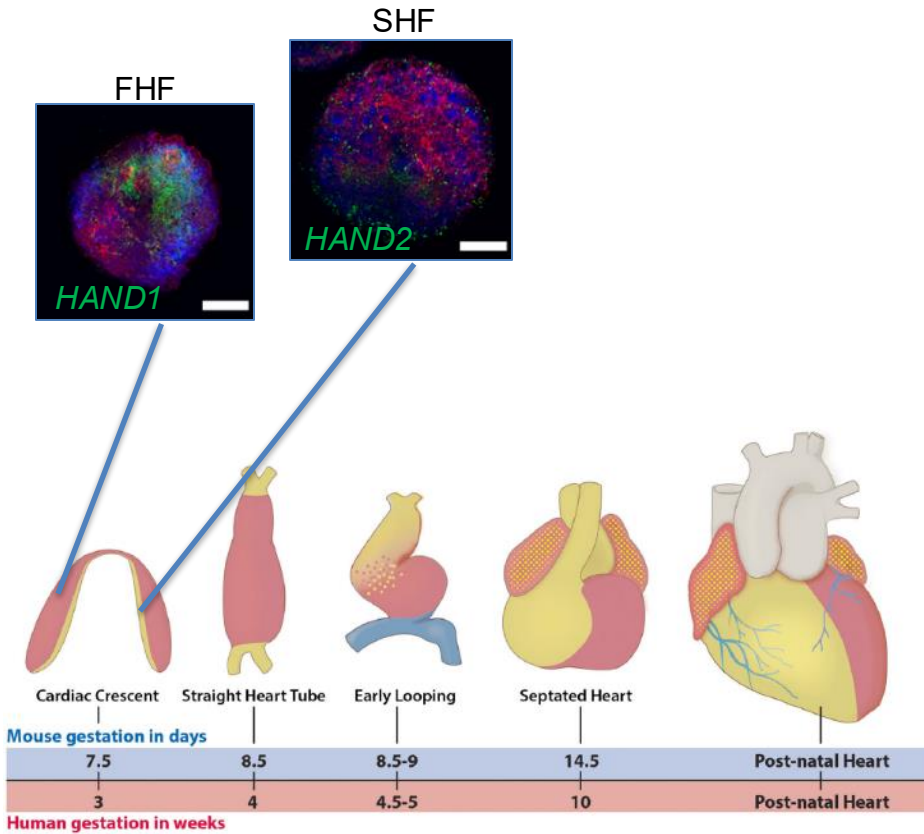 SHF
FHF
HAND2
HAND1
Cardiac Crescent Straight Heart Tube Early Looping Septated Heart
Mouse gestation in days
7.5 8.5 8.5-9 14.5 Post-natal Heart
3 4 4.5-5 10 Post-natal Heart
Human gestation in weeks